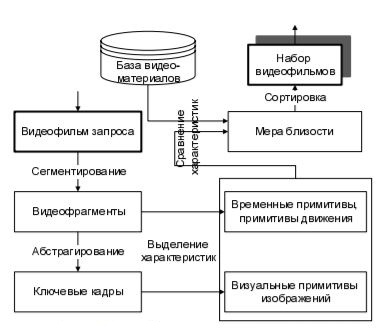 База видео-
материалов
Набор
видеофильмов
Сортировка
Видеофильм запроса
Сравнение
характеристик
Мера близости
Сегментирование
Видеофрагменты
Временные примитивы,
примитивы движения
Абстрагирование
Выделение
характеристик
Ключевые кадры
Визуальные примитивы
изображений